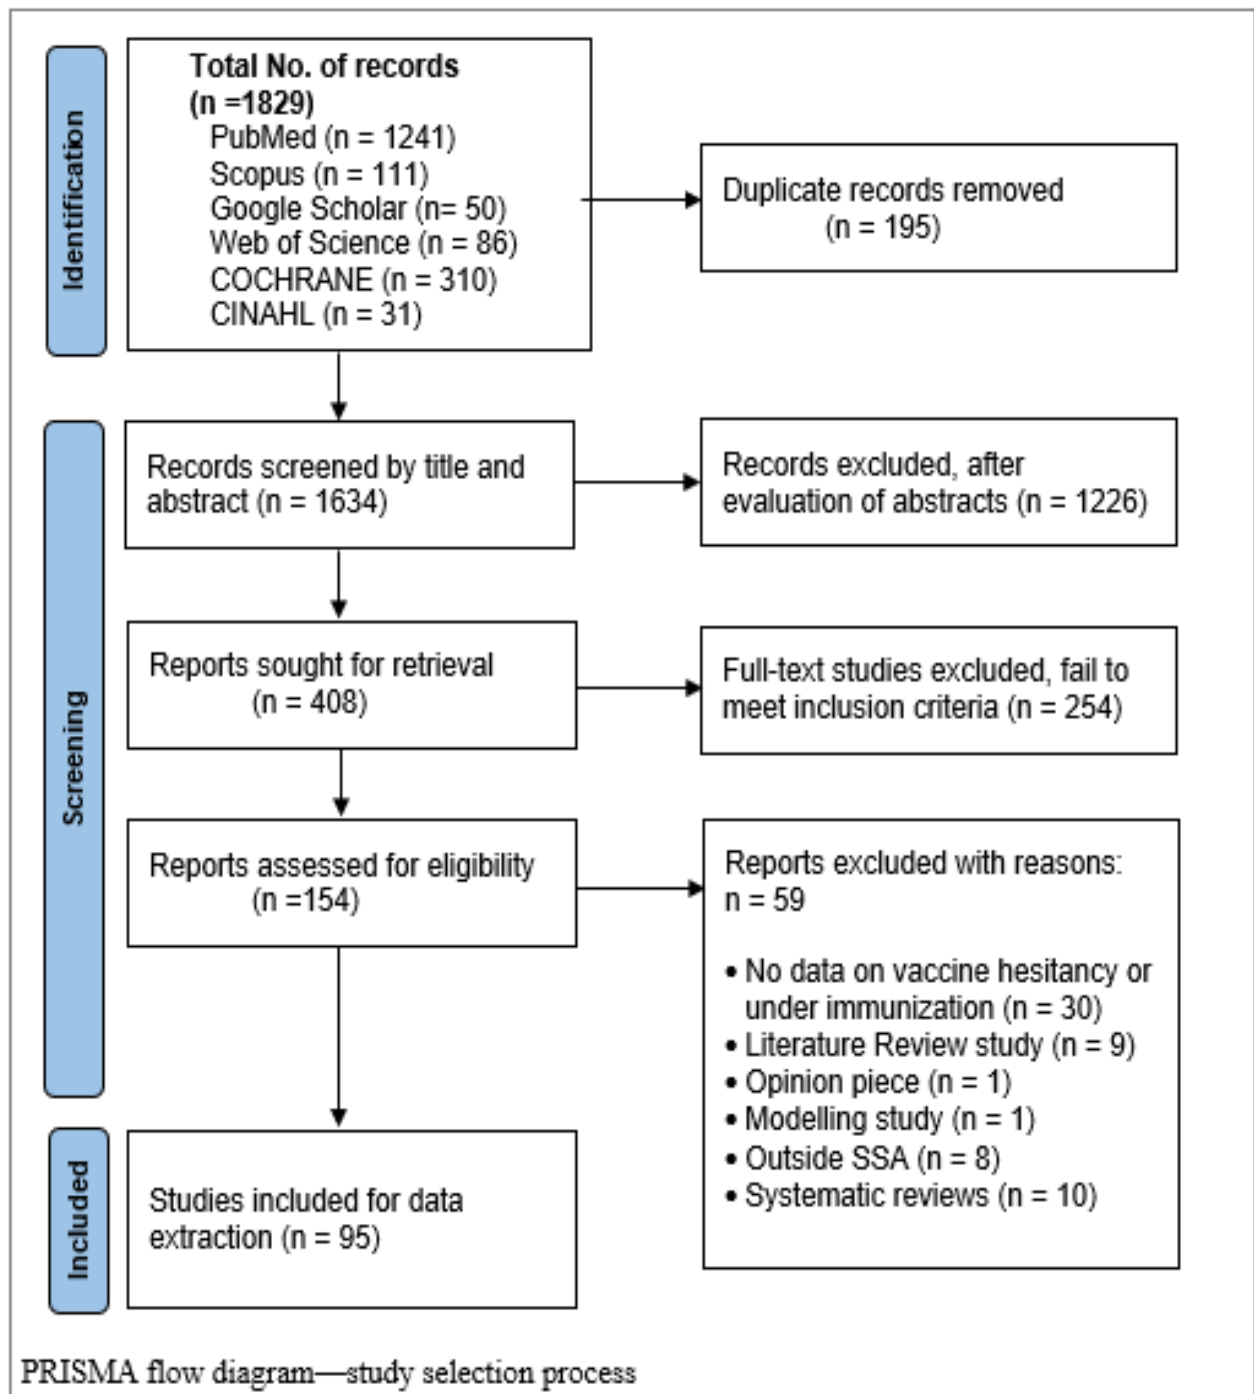 Identification
Total No. of records
(n =1829)
PubMed (n = 1241)
Scopus (n = 111)
Google Scholar (n= 50)
Web of Science (n = 86)
COCHRANE (n = 310)
CINAHL (n = 31)
Duplicate records removed
(n = 195)
Screening
Records screened by title and
abstract (n = 1634)
Records excluded, after
evaluation of abstracts (n = 1226)
Reports sought for retrieval
(n = 408)
Full-text studies excluded, fail to
meet inclusion criteria (n = 254)
Reports assessed for eligibility
(n =154)
Reports excluded with reasons:
n = 59
• No data on vaccine hesitancy or
under immunization (n = 30)
• Literature Review study (n = 9)
• Opinion piece (n = 1)
• Modelling study (n = 1)
• Outside SSA (n = 8)
• Systematic reviews (n = 10)
Included
Studies included for data
extraction (n = 95)
PRISMA flow diagram—study selection process